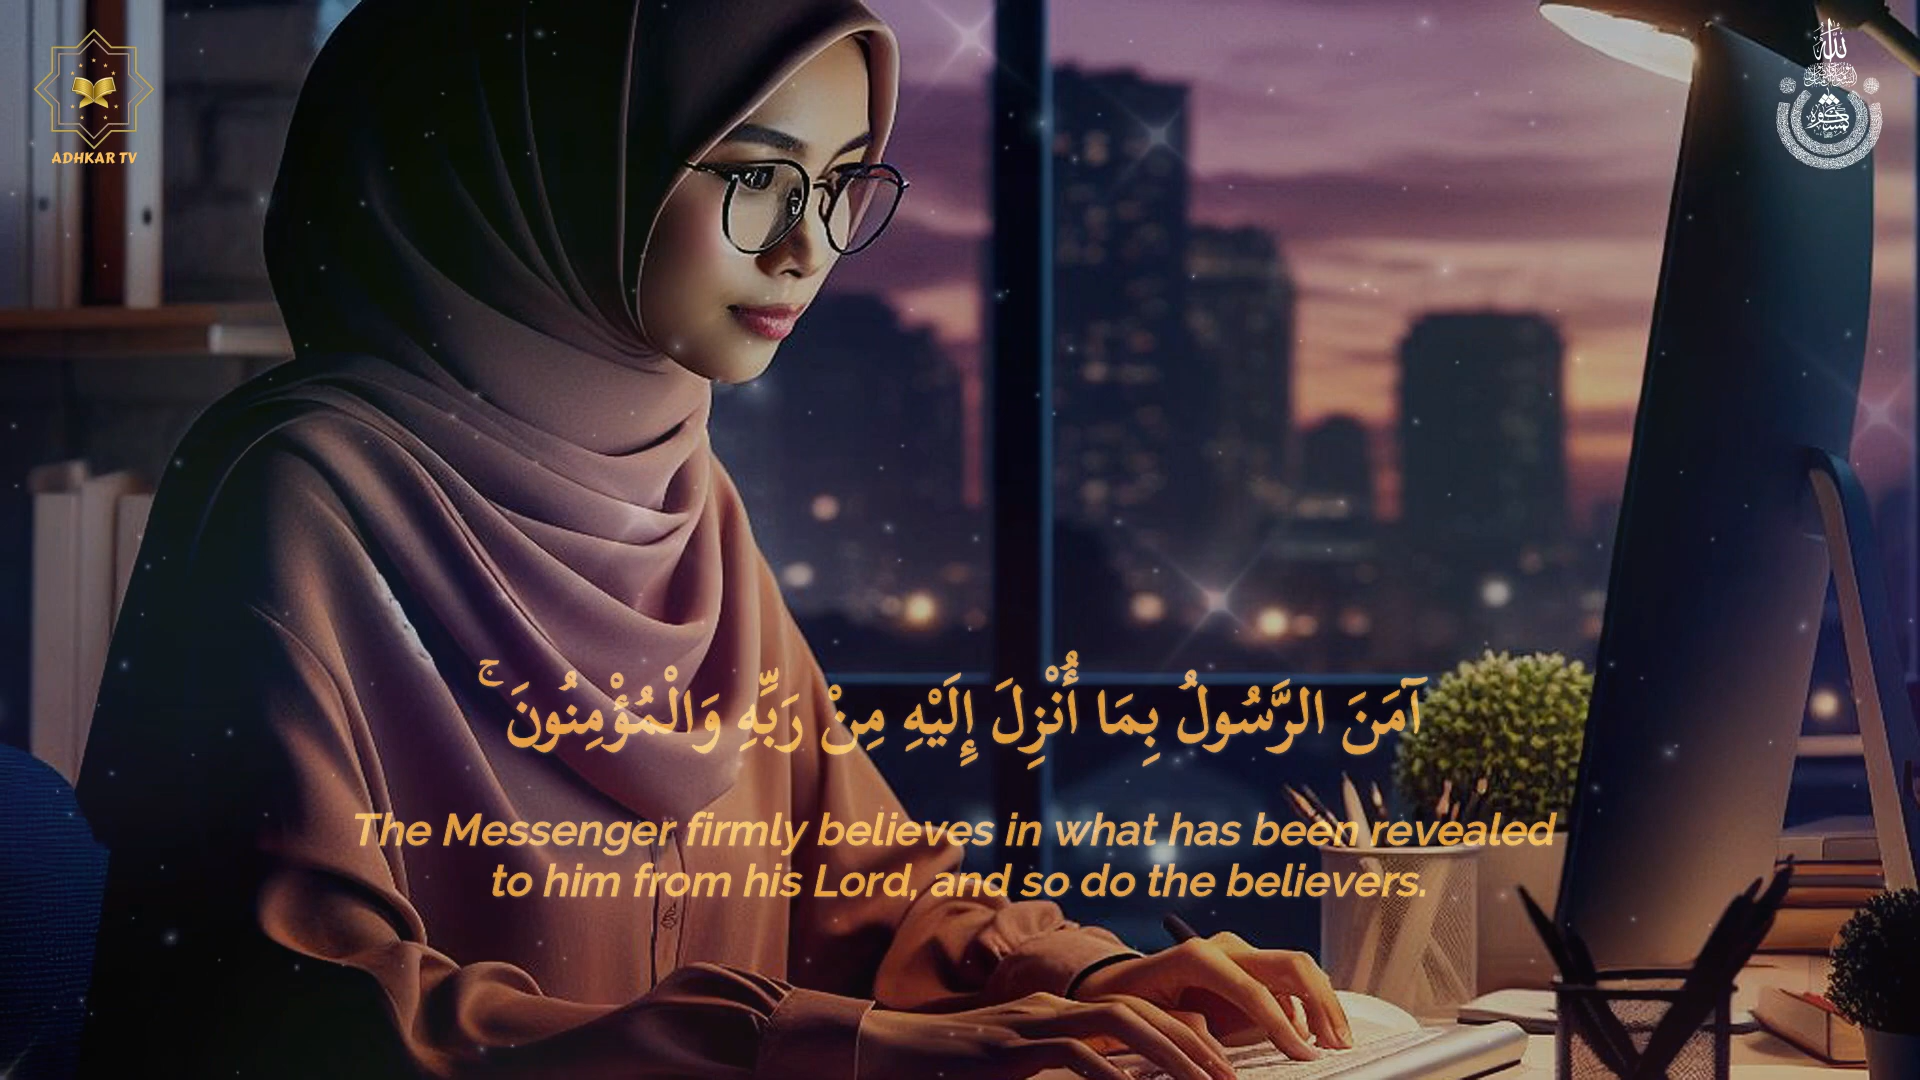 ADHKAR TV
آمَنَ الرَّسُولُ بِمَا أُنْزِلَ إِلَيْهِ مِنْ رَبِّهِ وَالْمُؤْمِنُونَ ۚ
The Messenger firmly believes in what has been revealed
to him from his Lord, and so do the believers.